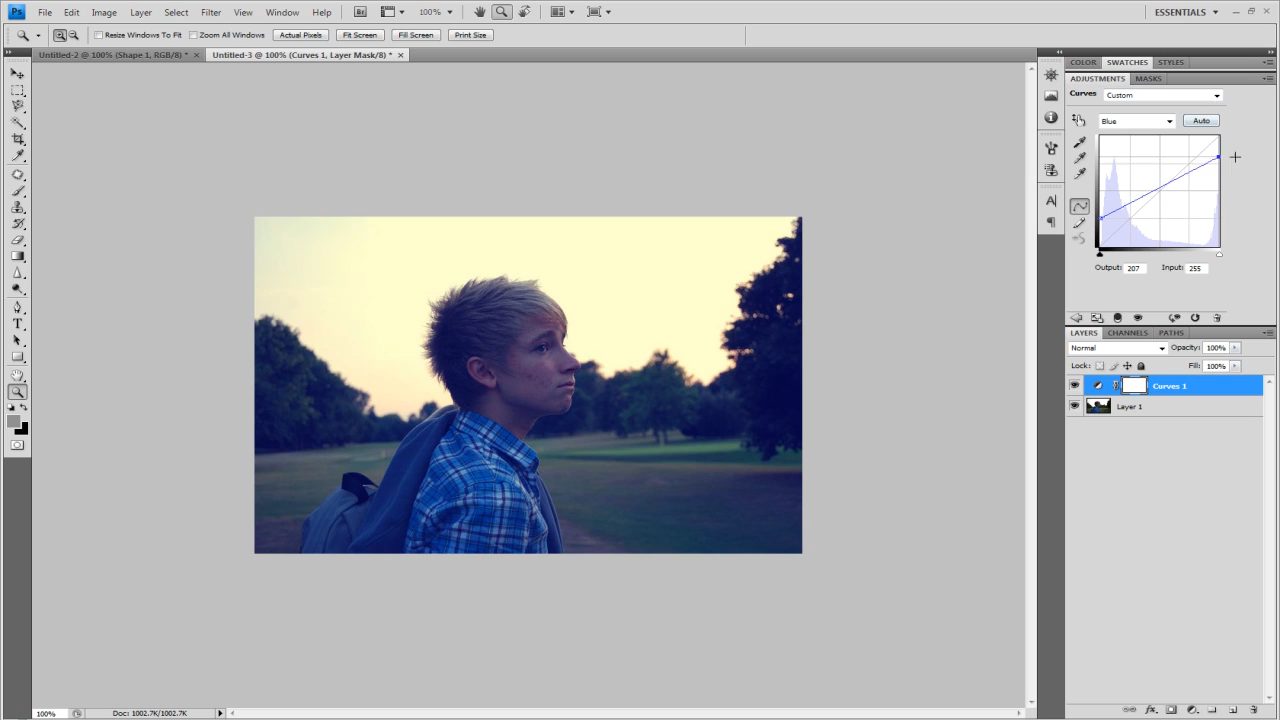 Ps File Edit Image Layer Select Filter View Window Help Br 100% ESSENTIALS
Resize Windows To Fit Zoom All Windows Actual Pixels Fit Screen Fill Screen Print Size
Untitled-2 @ 100% (Shape 1, RGB/8) * Untitled-3 @ 100% (Curves 1, Layer Mask/8) *
COLOR SWATCHES STYLES
ADJUSTMENTS MASKS
Curves Custom
Blue Auto
Output: 207 Input: 255
LAYERS CHANNELS PATHS
Normal Opacity: 100%
Lock: Fill: 100%
Curves 1
Layer 1
100% Doc: 1002.7K/1002.7K